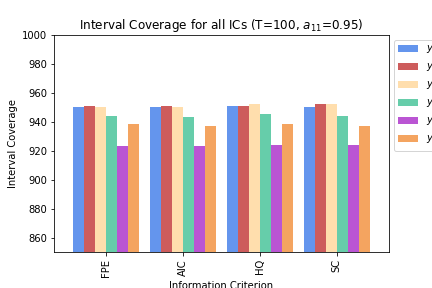 Interval Coverage for all ICs (T=100, a₁₁=0.95)
Interval Coverage
1000
980
960
940
920
900
880
860
FPE
AIC
HQ
SC
Information Criterion
y
y
y
y
y
y